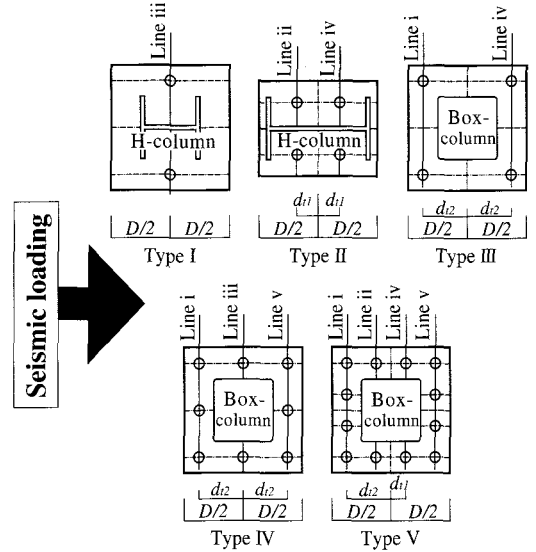 Line iii
Line ii
Line iv
Line i
Line iv
H-column
H-column
Box-
column
dt1
dt1
dt2
dt2
D/2
D/2
D/2
D/2
D/2
D/2
Type I
Type II
Type III
Seismic loading
Line i
Line iii
Line v
Line i
Line ii
Line iv
Line v
Box-
column
Box-
column
dt2
dt2
dt2
dt1
D/2
D/2
D/2
D/2
Type IV
Type V